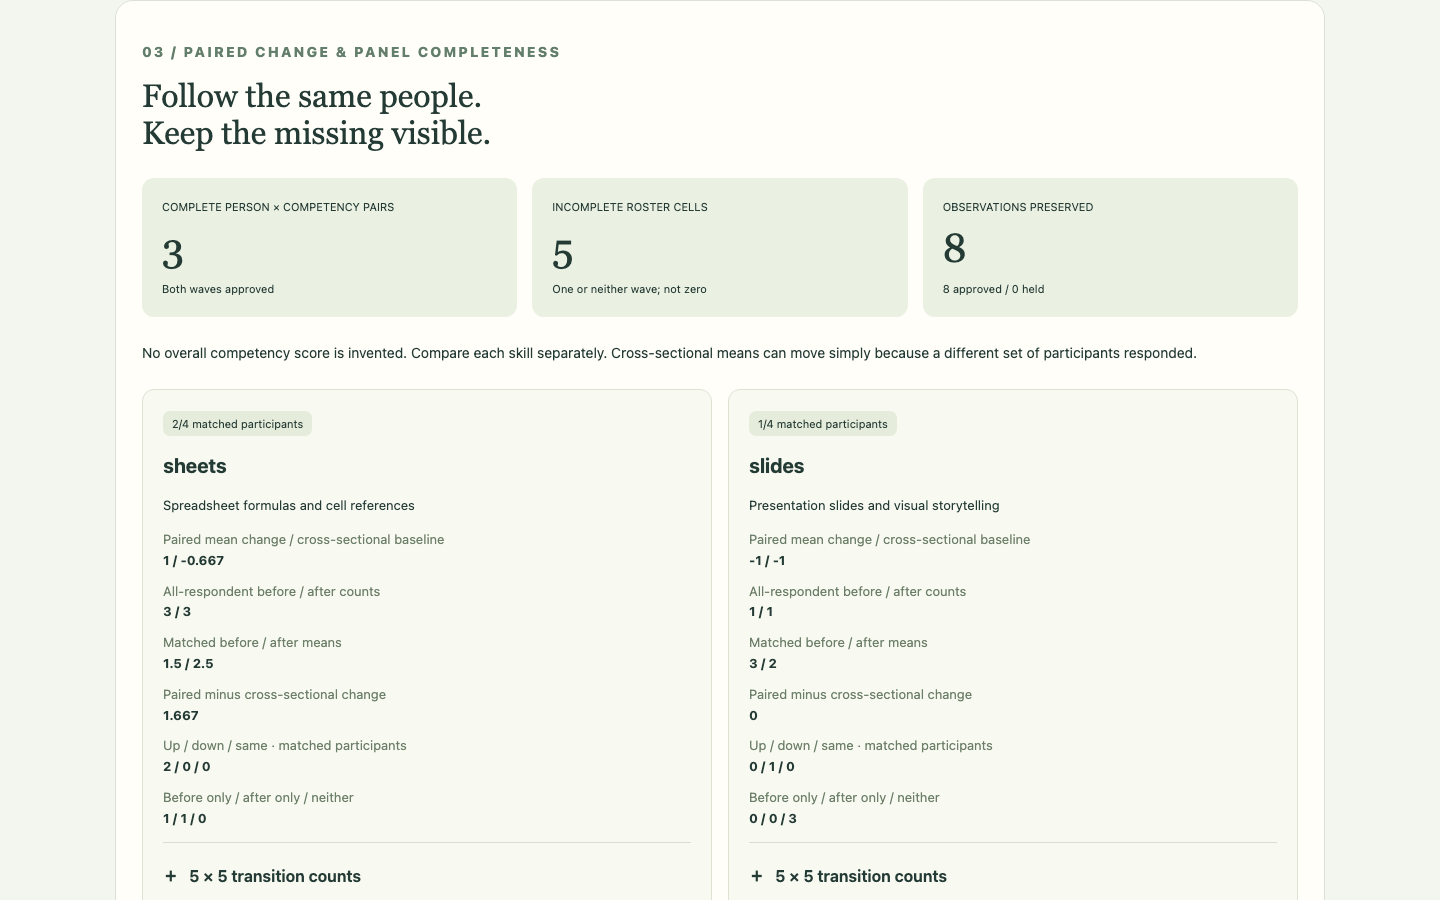 03 / PAIRED CHANGE & PANEL COMPLETENESS
Follow the same people.
Keep the missing visible.
COMPLETE PERSON × COMPETENCY PAIRS
3
Both waves approved
INCOMPLETE ROSTER CELLS
5
One or neither wave; not zero
OBSERVATIONS PRESERVED
8
8 approved / 0 held
No overall competency score is invented. Compare each skill separately. Cross-sectional means can move simply because a different set of participants responded.
2/4 matched participants
sheets
Spreadsheet formulas and cell references
Paired mean change / cross-sectional baseline
1 / -0.667
All-respondent before / after counts
3 / 3
Matched before / after means
1.5 / 2.5
Paired minus cross-sectional change
1.667
Up / down / same · matched participants
2 / 0 / 0
Before only / after only / neither
1 / 1 / 0
+ 5 × 5 transition counts
1/4 matched participants
slides
Presentation slides and visual storytelling
Paired mean change / cross-sectional baseline
-1 / -1
All-respondent before / after counts
1 / 1
Matched before / after means
3 / 2
Paired minus cross-sectional change
0
Up / down / same · matched participants
0 / 1 / 0
Before only / after only / neither
0 / 0 / 3
+ 5 × 5 transition counts